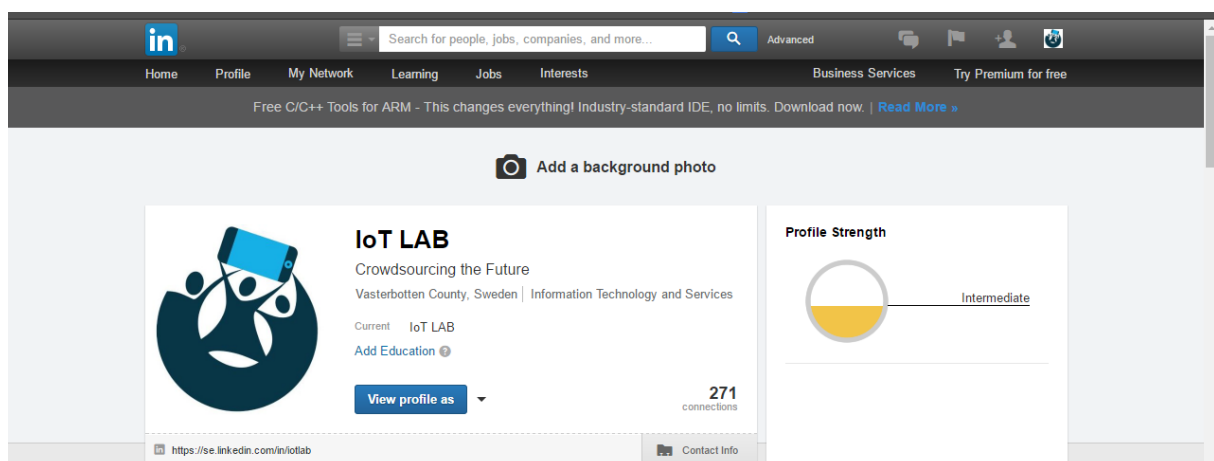 in
Search for people, jobs, companies, and more...
Advanced
Home Profile My Network Learning Jobs Interests Business Services Try Premium for free
Free C/C++ Tools for ARM - This changes everything! Industry-standard IDE, no limits. Download now. | Read More »
Add a background photo
IoT LAB
Crowdsourcing the Future
Vasterbotten County, Sweden | Information Technology and Services
Current IoT LAB
Add Education ?
View profile as
271
connections
in https://se.linkedin.com/in/iotlab
Contact Info
Profile Strength
Intermediate